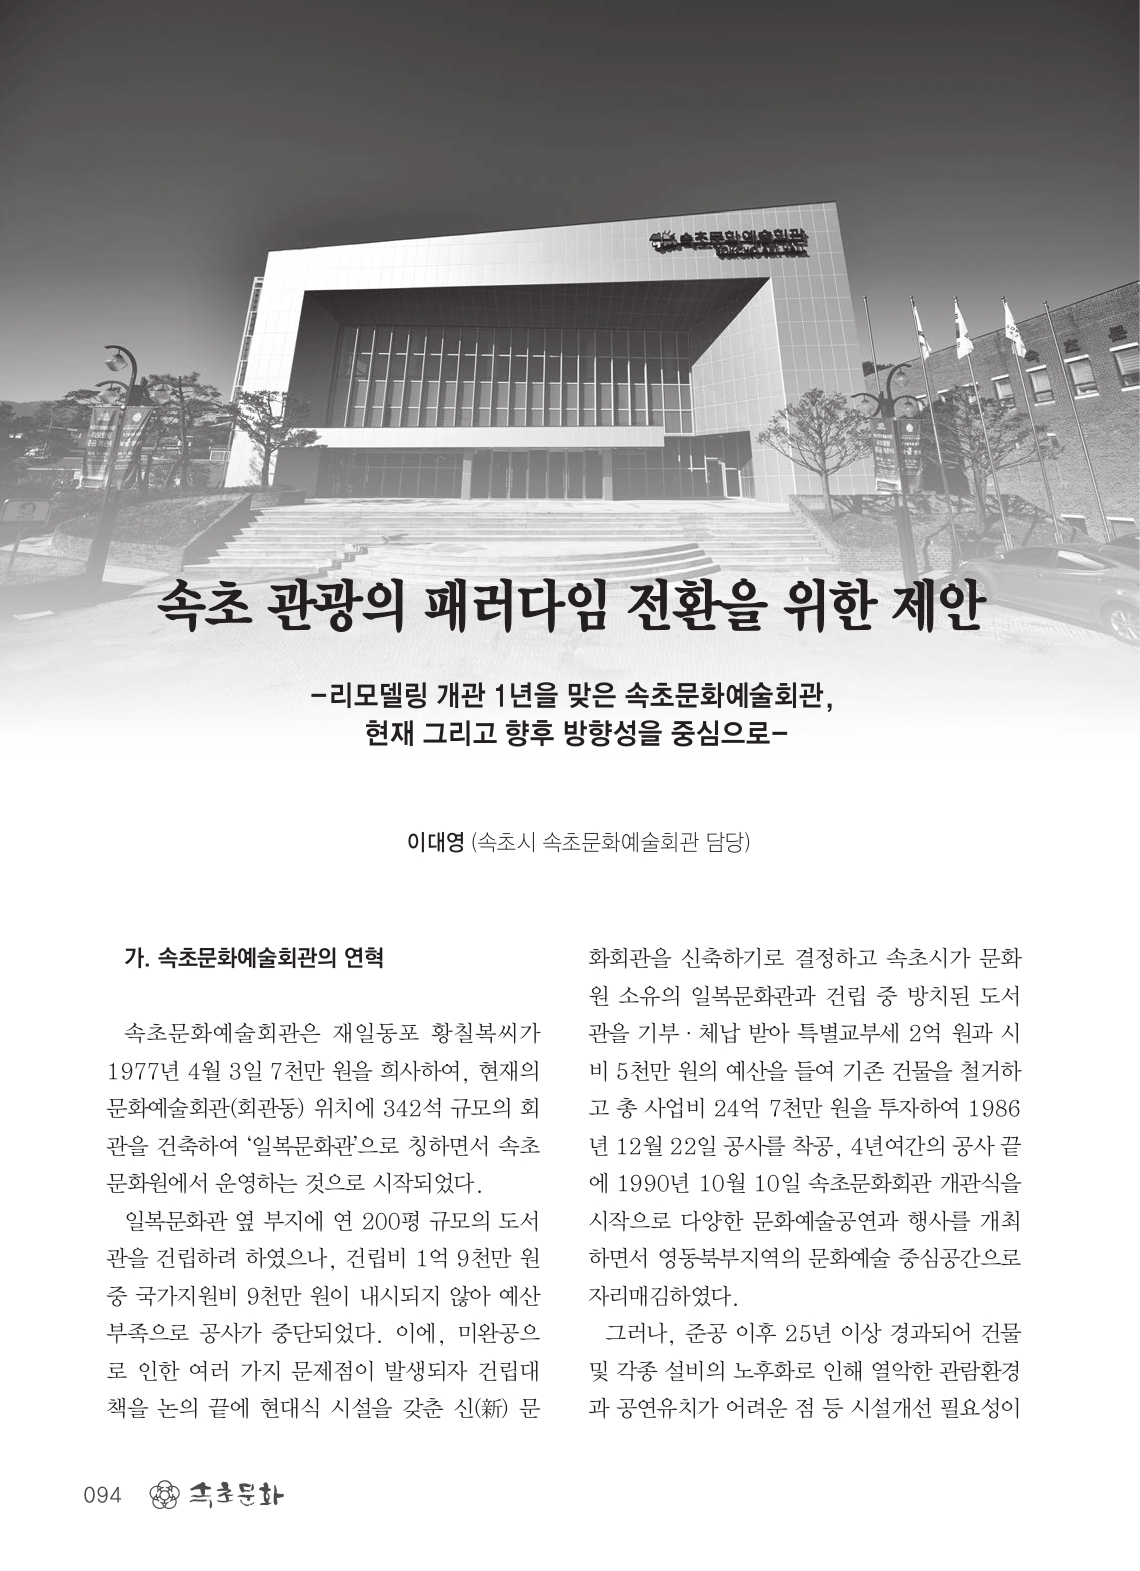 속초문화예술회관
속초 관광의 패러다임 전환을 위한 제안
-리모델링 개관 1년을 맞은 속초문화예술회관,
현재 그리고 향후 방향성을 중심으로-
이대영 (속초시 속초문화예술회관 담당)
가. 속초문화예술회관의 연혁
속초문화예술회관은 재일동포 황칠복씨가
1977년 4월 3일 7천만 원을 희사하여, 현재의
문화예술회관(회관동) 위치에 342석 규모의 회
관을 건축하여 ‘일복문화관’으로 칭하면서 속초
문화원에서 운영하는 것으로 시작되었다.
일복문화관 옆 부지에 연 200평 규모의 도서
관을 건립하려 하였으나, 건립비 1억 9천만 원
중 국가지원비 9천만 원이 내시되지 않아 예산
부족으로 공사가 중단되었다. 이에, 미완공으
로 인한 여러 가지 문제점이 발생되자 건립대
책을 논의 끝에 현대식 시설을 갖춘 신(新) 문
화회관을 신축하기로 결정하고 속초시가 문화
원 소유의 일복문화관과 건립 중 방치된 도서
관을 기부·체납 받아 특별교부세 2억 원과 시
비 5천만 원의 예산을 들여 기존 건물을 철거하
고 총 사업비 24억 7천만 원을 투자하여 1986
년 12월 22일 공사를 착공, 4년여간의 공사 끝
에 1990년 10월 10일 속초문화회관 개관식을
시작으로 다양한 문화예술공연과 행사를 개최
하면서 영동북부지역의 문화예술 중심공간으로
자리매김하였다.
그러나, 준공 이후 25년 이상 경과되어 건물
및 각종 설비의 노후화로 인해 열악한 관람환경
과 공연유치가 어려운 점 등 시설개선 필요성이
094 속초문화